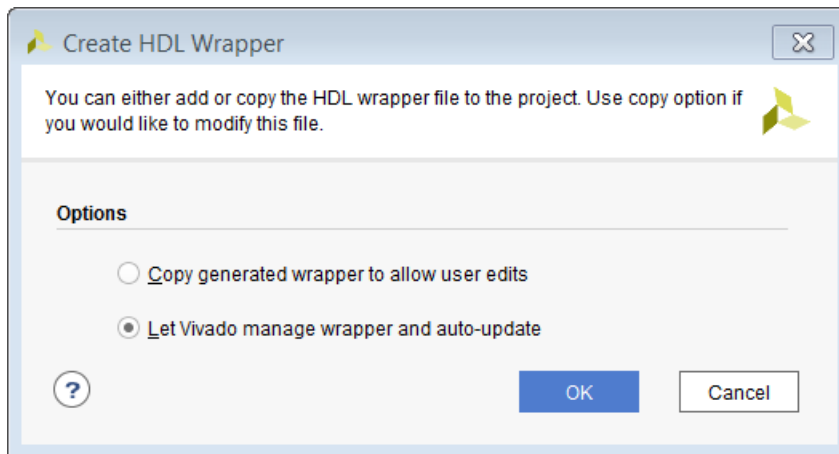 Create HDL Wrapper
You can either add or copy the HDL wrapper file to the project. Use copy option if
you would like to modify this file.
Options
Copy generated wrapper to allow user edits
Let Vivado manage wrapper and auto-update
?
OK
Cancel